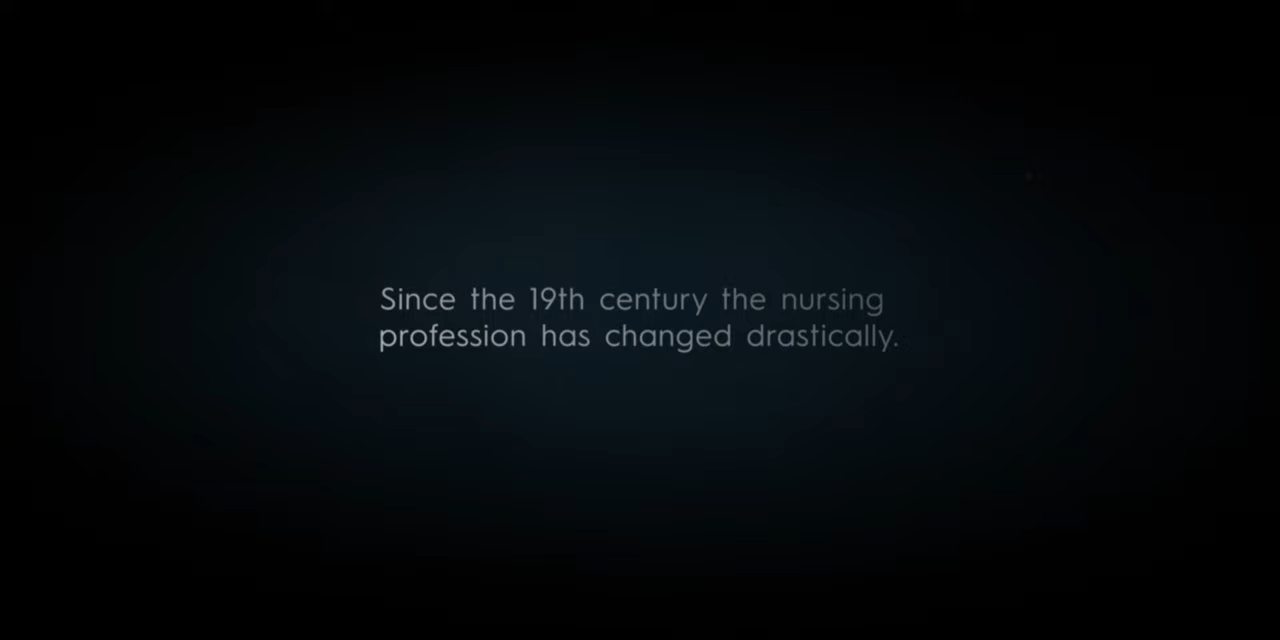 Since the 19th century the nursing
profession has changed drastically.